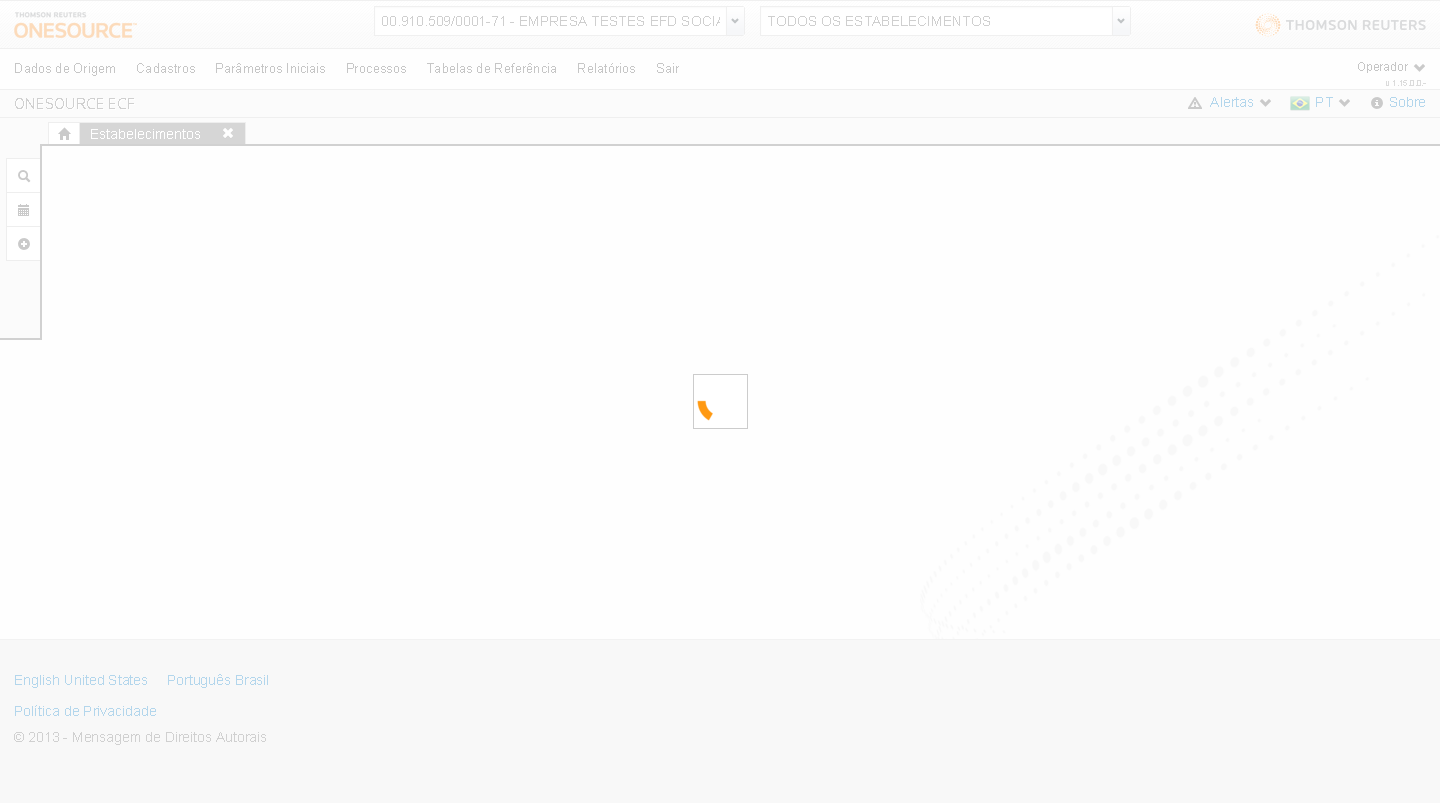 THOMSON REUTERS
ONESOURCE
00.910.509/0001-71 - EMPRESA TESTES EFD SOCIA
TODOS OS ESTABELECIMENTOS
THOMSON REUTERS
Dados de Origem Cadastros Parâmetros Iniciais Processos Tabelas de Referência Relatórios Sair
Operador
ONESOURCE ECF
Alertas PT Sobre
Estabelecimentos
English United States Português Brasil
Política de Privacidade
© 2013 - Mensagem de Direitos Autorais